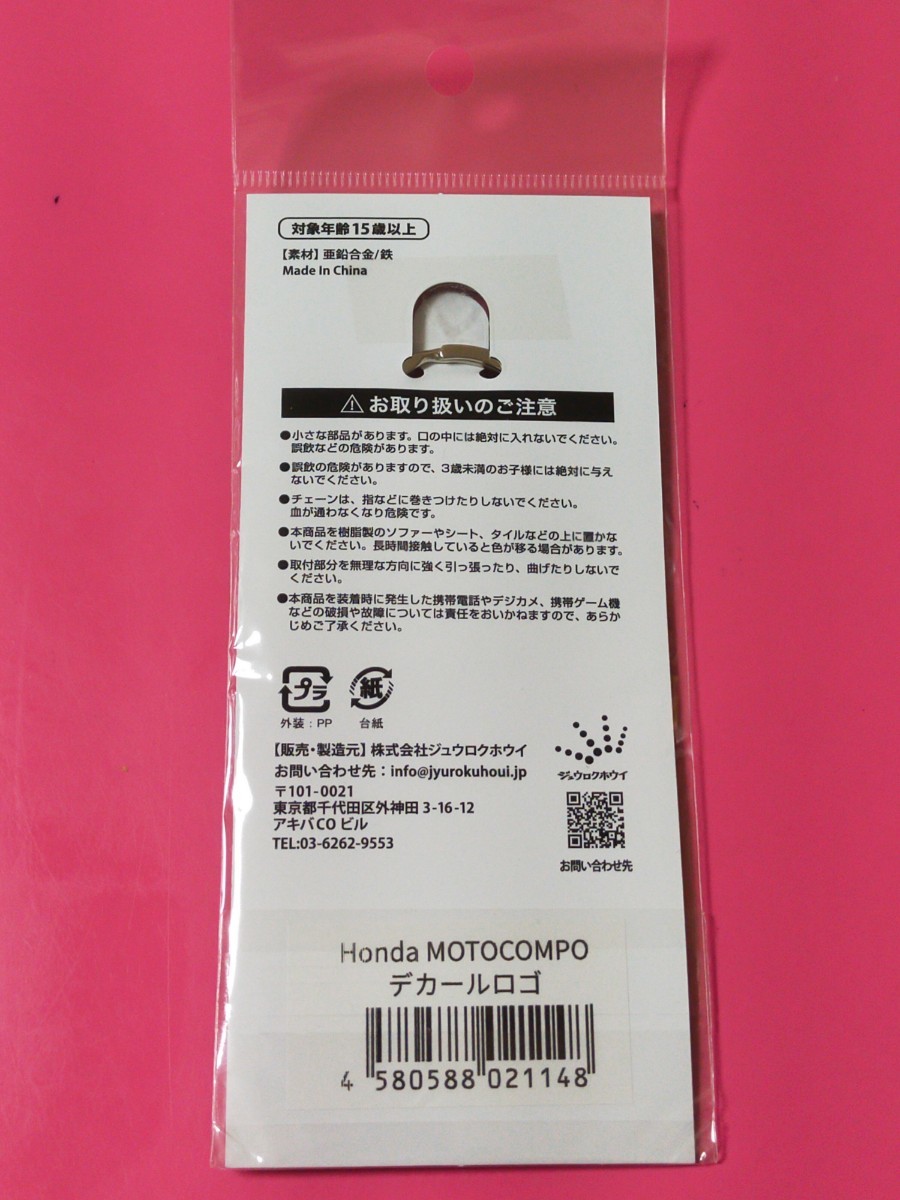 対象年齢15歳以上
【素材】亜鉛合金/鉄
Made In China
⚠お取り扱いのご注意
●小さな部品があります。口の中には絶対に入れないでください。
誤飲などの危険があります。
●誤飲の危険がありますので、3歳未満のお子様には絶対に与え
ないでください。
●チェーンは、指などに巻きつけたりしないでください。
血が通わなくなり危険です。
●本商品を樹脂製のソファーやシート、タイルなどの上に置かな
いでください。長時間接触していると色が移る場合があります。
●取付部分を無理な方向に強く引っ張ったり、曲げたりしないで
ください。
●本商品を装着時に発生した携帯電話やデジカメ、携帯ゲーム機
などの破損や故障については責任をおいかねますので、あらか
じめご了承ください。
プラ 紙
外装:PP 台紙
【販売・製造元】株式会社ジュウロクホウイ
お問い合わせ先:info@jyurokuhoui.jp
〒101-0021
東京都千代田区外神田 3-16-12
アキバCO ビル
TEL:03-6262-9553
ジュウロクホウイ
お問い合わせ先
Honda MOTOCOMPO
デカールロゴ
4 580588 021148